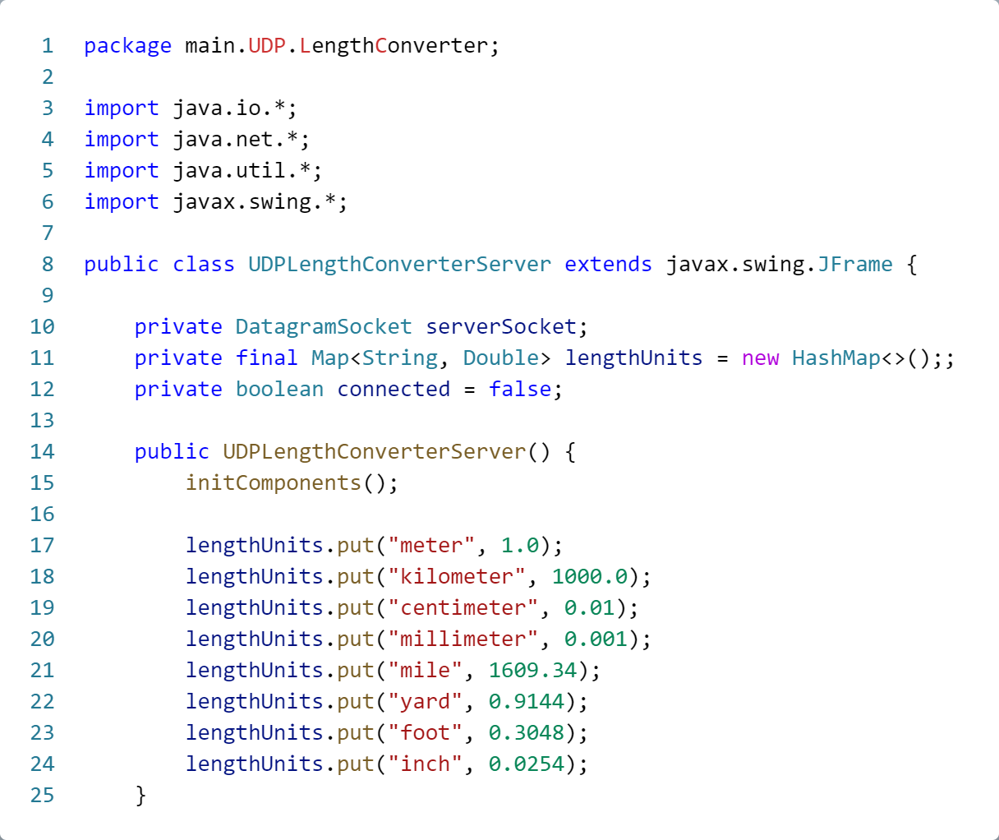 1 package main.UDP.LengthConverter;
2
3 import java.io.*;
4 import java.net.*;
5 import java.util.*;
6 import javax.swing.*;
7
8 public class UDPLengthConverterServer extends javax.swing.JFrame {
9
10     private DatagramSocket serverSocket;
11     private final Map<String, Double> lengthUnits = new HashMap<>();;
12     private boolean connected = false;
13
14     public UDPLengthConverterServer() {
15         initComponents();
16
17         lengthUnits.put("meter", 1.0);
18         lengthUnits.put("kilometer", 1000.0);
19         lengthUnits.put("centimeter", 0.01);
20         lengthUnits.put("millimeter", 0.001);
21         lengthUnits.put("mile", 1609.34);
22         lengthUnits.put("yard", 0.9144);
23         lengthUnits.put("foot", 0.3048);
24         lengthUnits.put("inch", 0.0254);
25     }